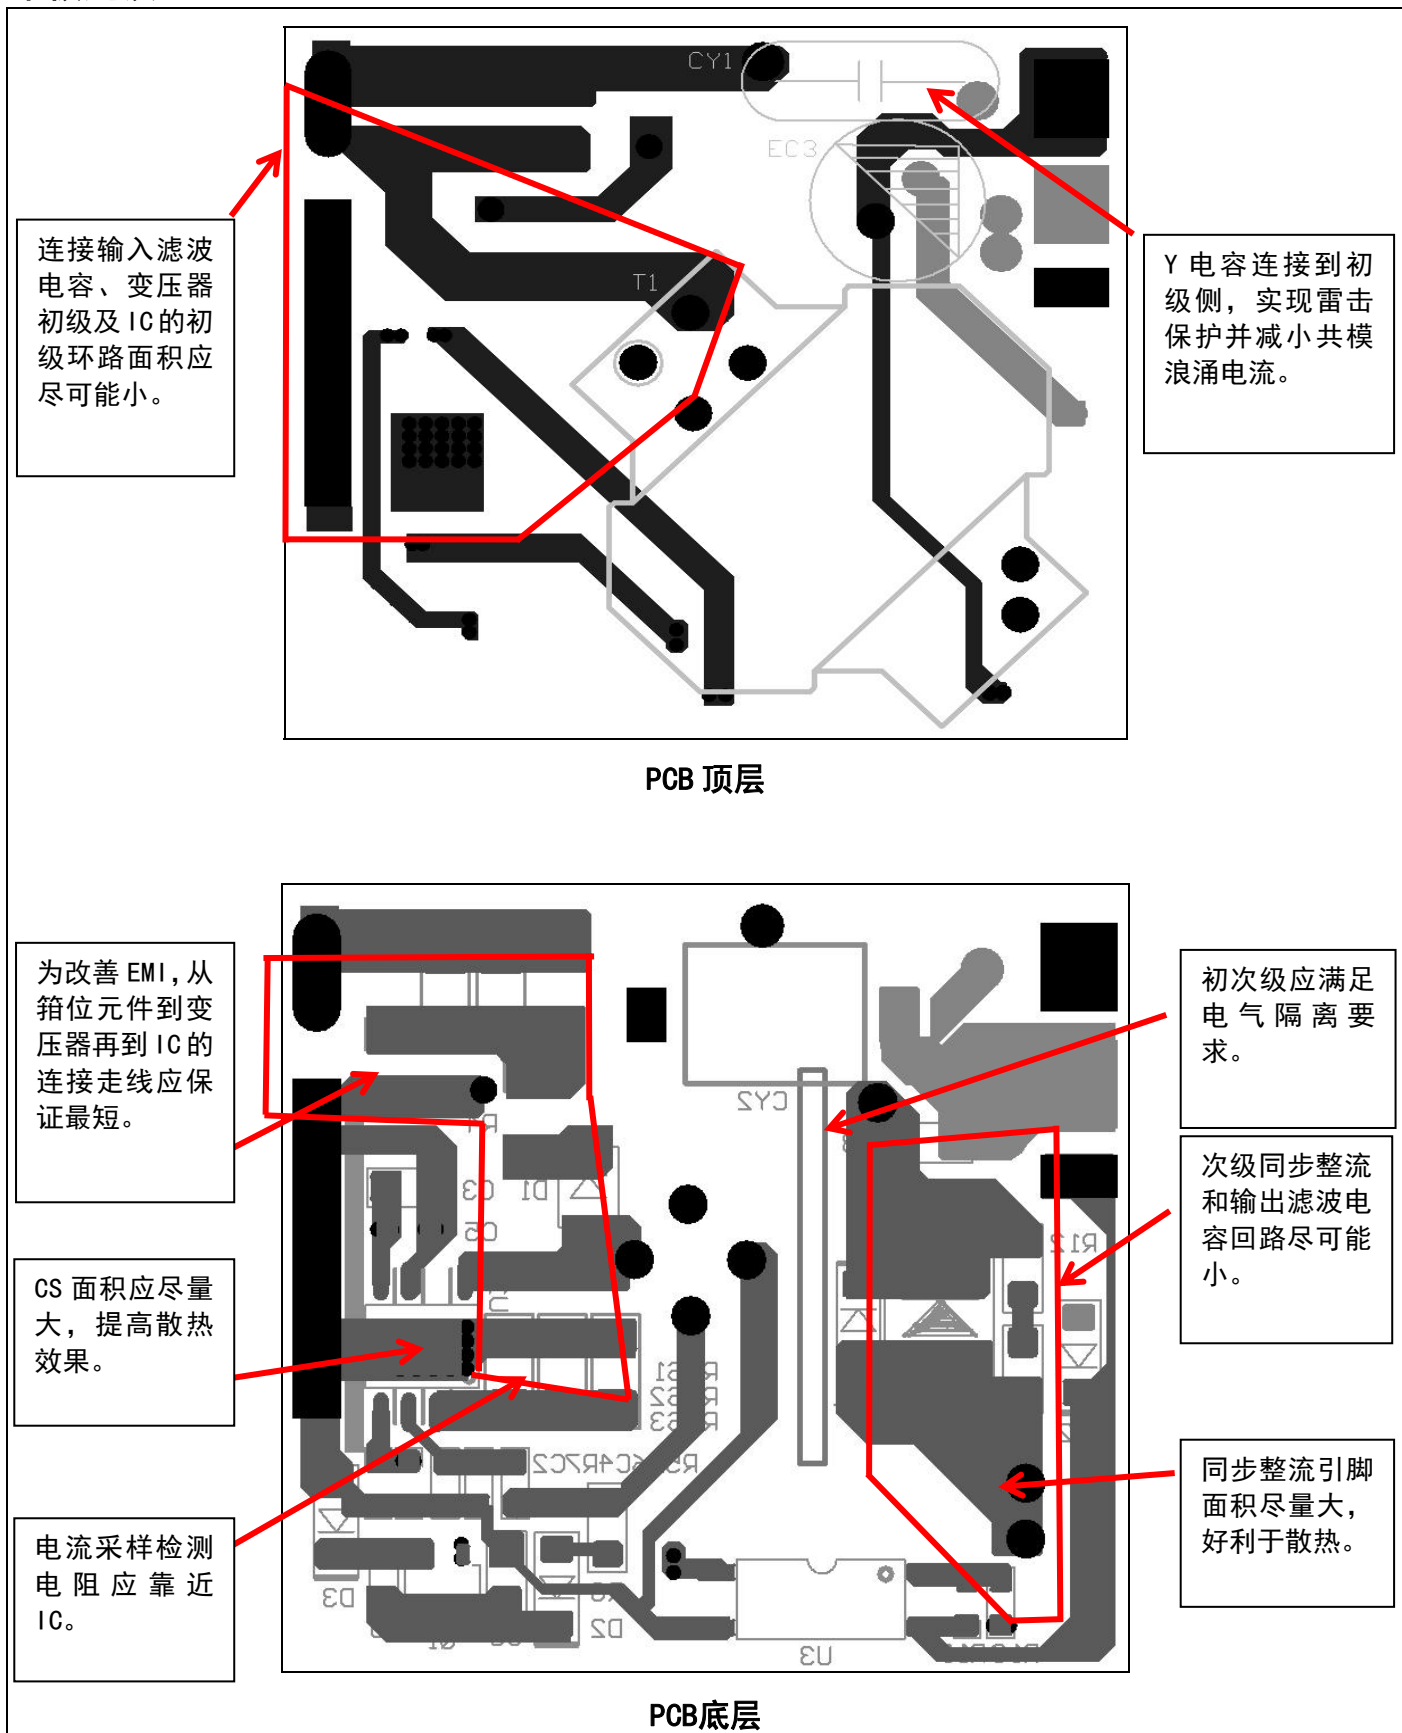 CY1
EC3
T1
连接输入滤波
电容、变压器
初级及IC的初
级环路面积应
尽可能小。
Y 电容连接到初
级侧，实现雷击
保护并减小共模
浪涌电流。
PCB 顶层
为改善 EMI，从
箝位元件到变
压器再到 IC 的
连接走线应保
证最短。
初次级应满足
电气隔离要
求。
CY2
次级同步整流
和输出滤波电
容回路尽可能
小。
C3
D1
C5
R12
CS 面积应尽量
大，提高散热
效果。
同步整流引脚
面积尽量大，
好利于散热。
电流采样检测
电阻应靠近
IC。
D3
D2
U3
PCB底层